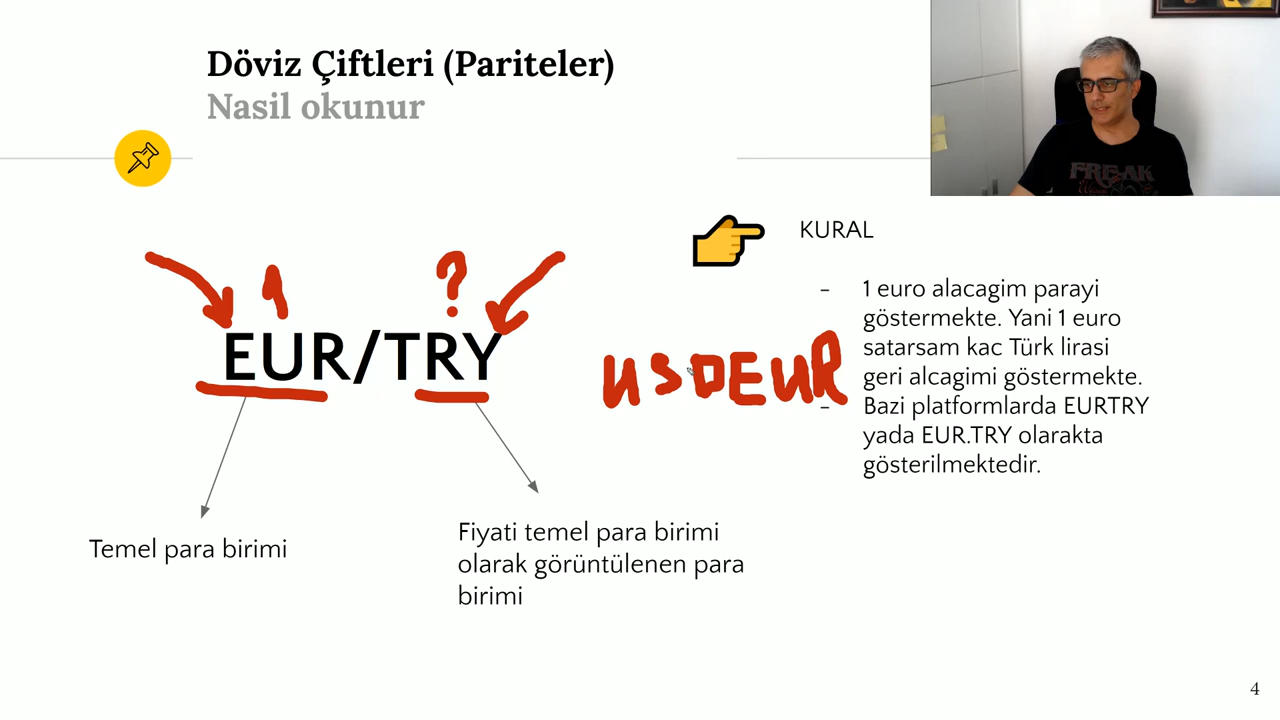 Döviz Çiftleri (Pariteler)
Nasil okunur
FREAK
1 ?
EUR/TRY
USDEUR
Temel para birimi
Fiyati temel para birimi
olarak görüntülenen para
birimi
KURAL
- 1 euro alacagim parayi
göstermekte. Yani 1 euro
satarsam kac Türk lirasi
geri alcagimi göstermekte.
- Bazi platformlarda EURTRY
yada EUR.TRY olarakta
gösterilmektedir.
4